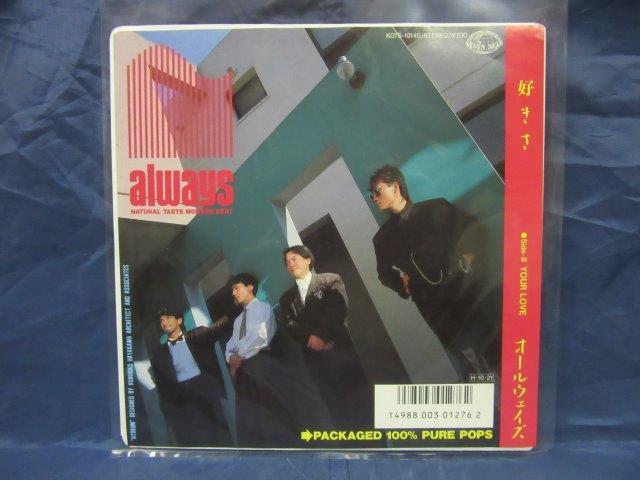 K07S-10140/STEREO/¥700
SEVEN SEAS
always
NATURAL TASTE MODERN BEAT
好きさ
●Side-B YOUR LOVE
オールウェイズ
"ATRIUM" DESIGNED BY KUNIHIKO HAYAKAWA ARCHITECT AND ASSOCIATES
H·10·21
T4988 003 01276 2
➡PACKAGED 100% PURE POPS